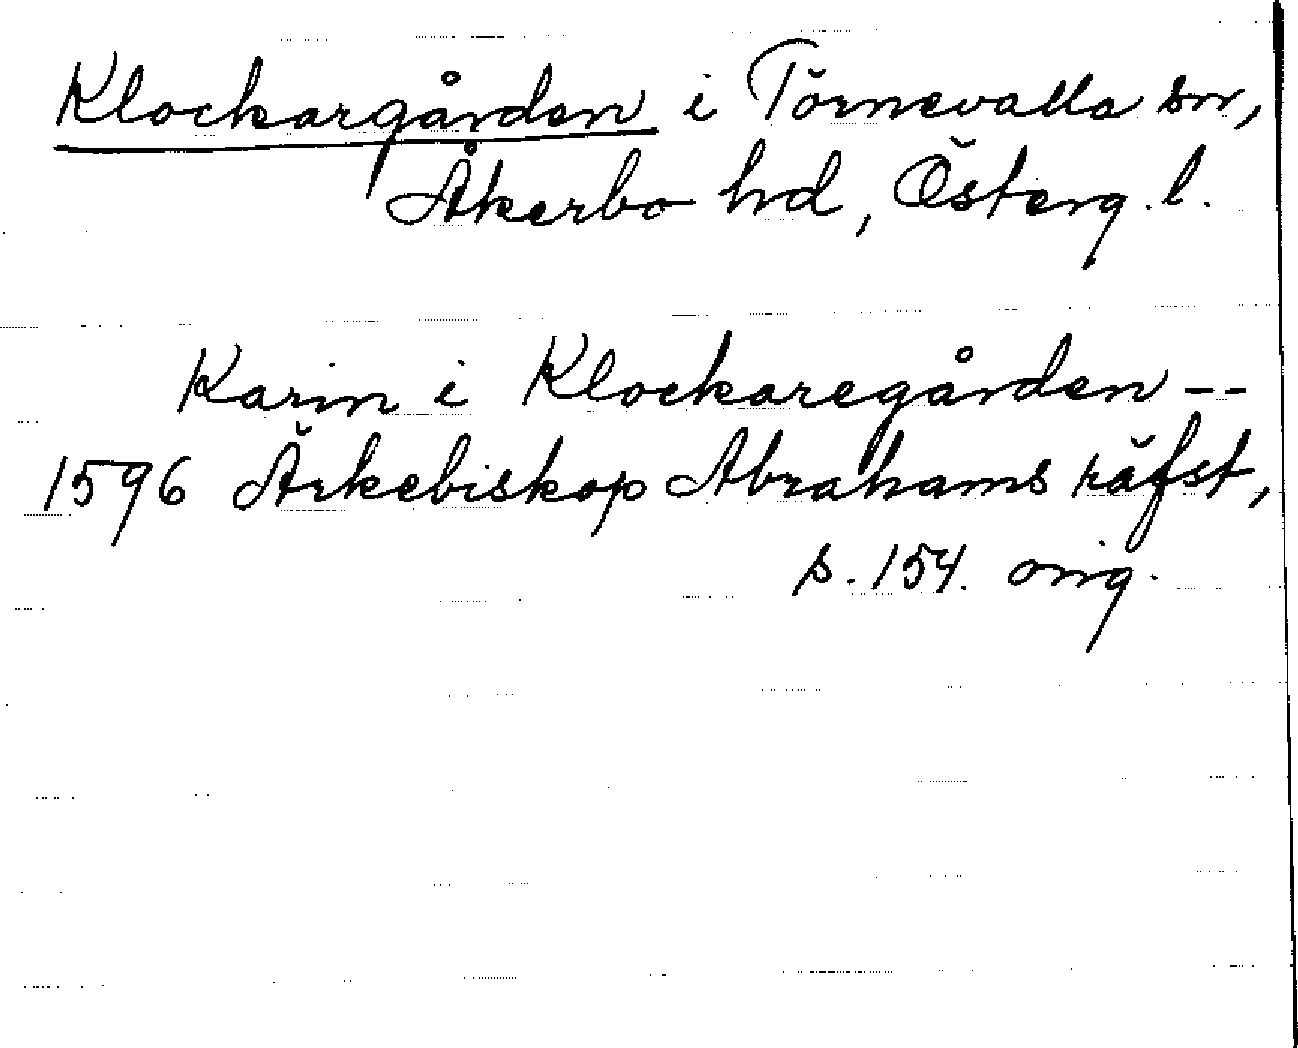 Klockargården i Törnevalla sn,
Åkerbo hd, Österg.l.
Karin i Klockaregården --
1596 Ärkebiskop Abrahams räfst,
s. 154. orig.